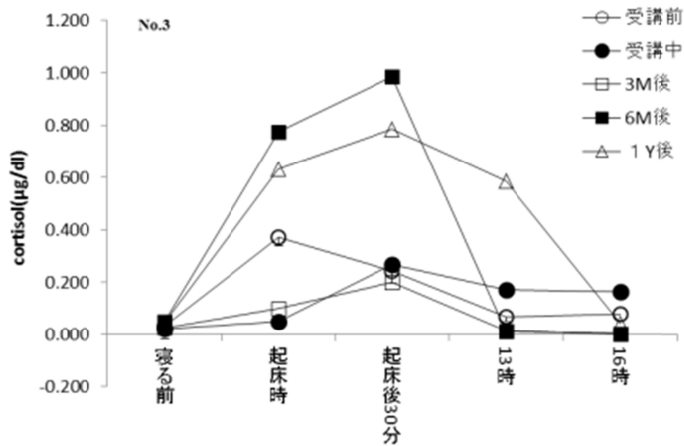 No.3
受講前
受講中
3M後
6M後
1Y後
cortisol(μg/dl)
1.200
1.000
0.800
0.600
0.400
0.200
0.000
-0.200
寝る前
起床時
起床後30分
13時
16時